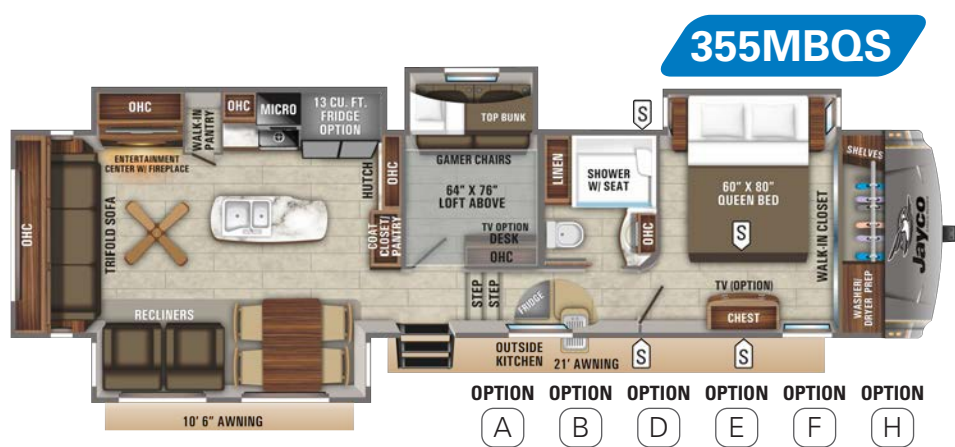 355MBQS
OHC
WALK-IN
PANTRY
OHC
MICRO
13 CU. FT.
FRIDGE
OPTION
ENTERTAINMENT
CENTER W/ FIREPLACE
HUTCH
OHC
TRIFOLD SOFA
OHC
COAT
CLOSET/
PANTRY
TOP BUNK
GAMER CHAIRS
64" X 76"
LOFT ABOVE
TV OPTION
DESK
OHC
LINEN
SHOWER
W/ SEAT
OHC
S
60" X 80"
QUEEN BED
S
SHELVES
WALK-IN CLOSET
WASHER/
DRYER PREP
Jayco
TV (OPTION)
CHEST
STEP
STEP
FRIDGE
RECLINERS
OUTSIDE
KITCHEN
21' AWNING
S
S
10' 6" AWNING
OPTION OPTION OPTION OPTION OPTION OPTION
A B D E F H